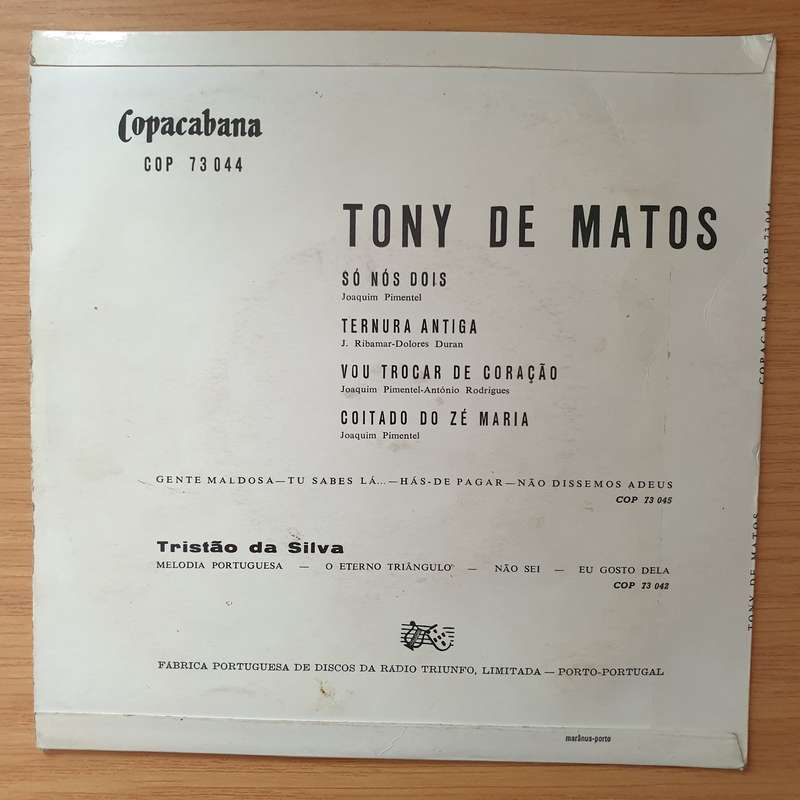 Copacabana
COP 73 044
TONY DE MATOS
SÓ NÓS DOIS
Joaquim Pimentel
TERNURA ANTIGA
J. Ribamar-Dolores Duran
VOU TROCAR DE CORAÇÃO
Joaquim Pimentel-António Rodrigues
COITADO DO ZÉ MARIA
Joaquim Pimentel
GENTE MALDOSA—TU SABES LÁ...—HÁS-DE PAGAR—NÃO DISSEMOS ADEUS
COP 73 045
Tristão da Silva
MELODIA PORTUGUESA — O ETERNO TRIÂNGULO — NÃO SEI — EU GOSTO DELA
COP 73 042
FÁBRICA PORTUGUESA DE DISCOS DA RÁDIO TRIUNFO, LIMITADA — PORTO-PORTUGAL
marânus-porto
TONY DE MATOS
COPACABANA COP 73 044